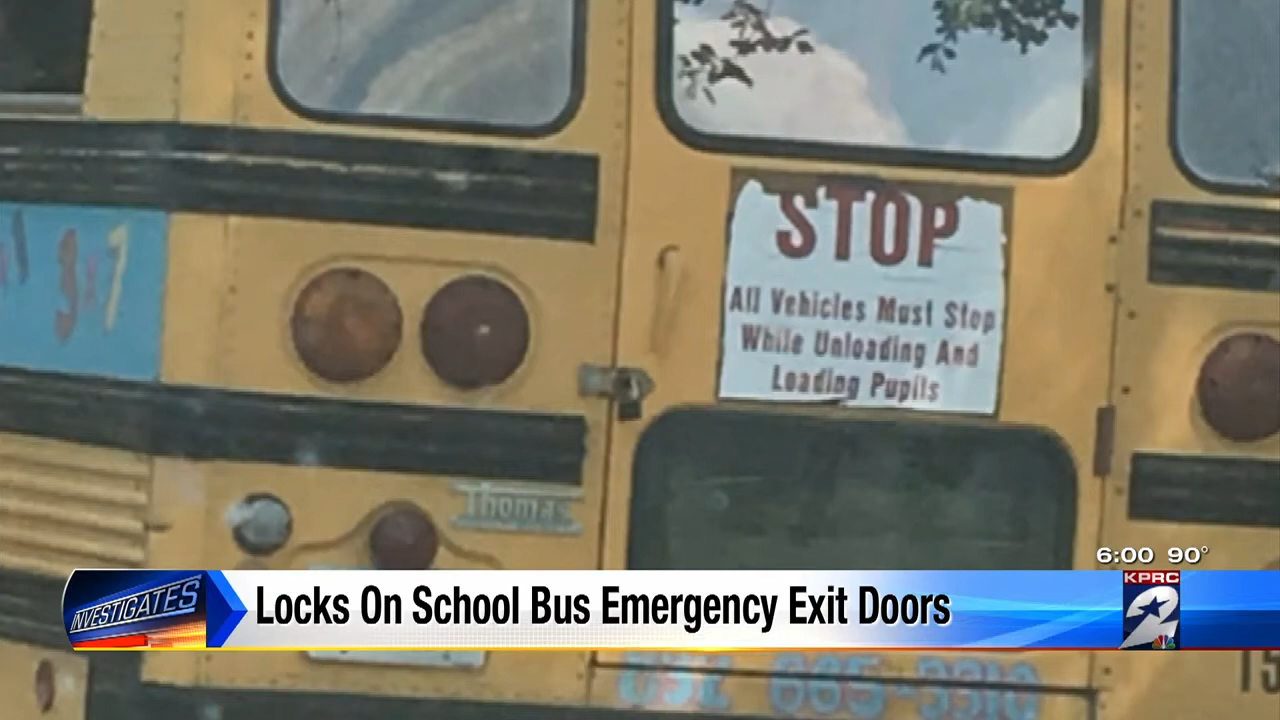 STOP
All Vehicles Must Stop
While Unloading And
Loading Pupils
Thomas
6:00 90°
KPRC
2
INVESTIGATES
Locks On School Bus Emergency Exit Doors